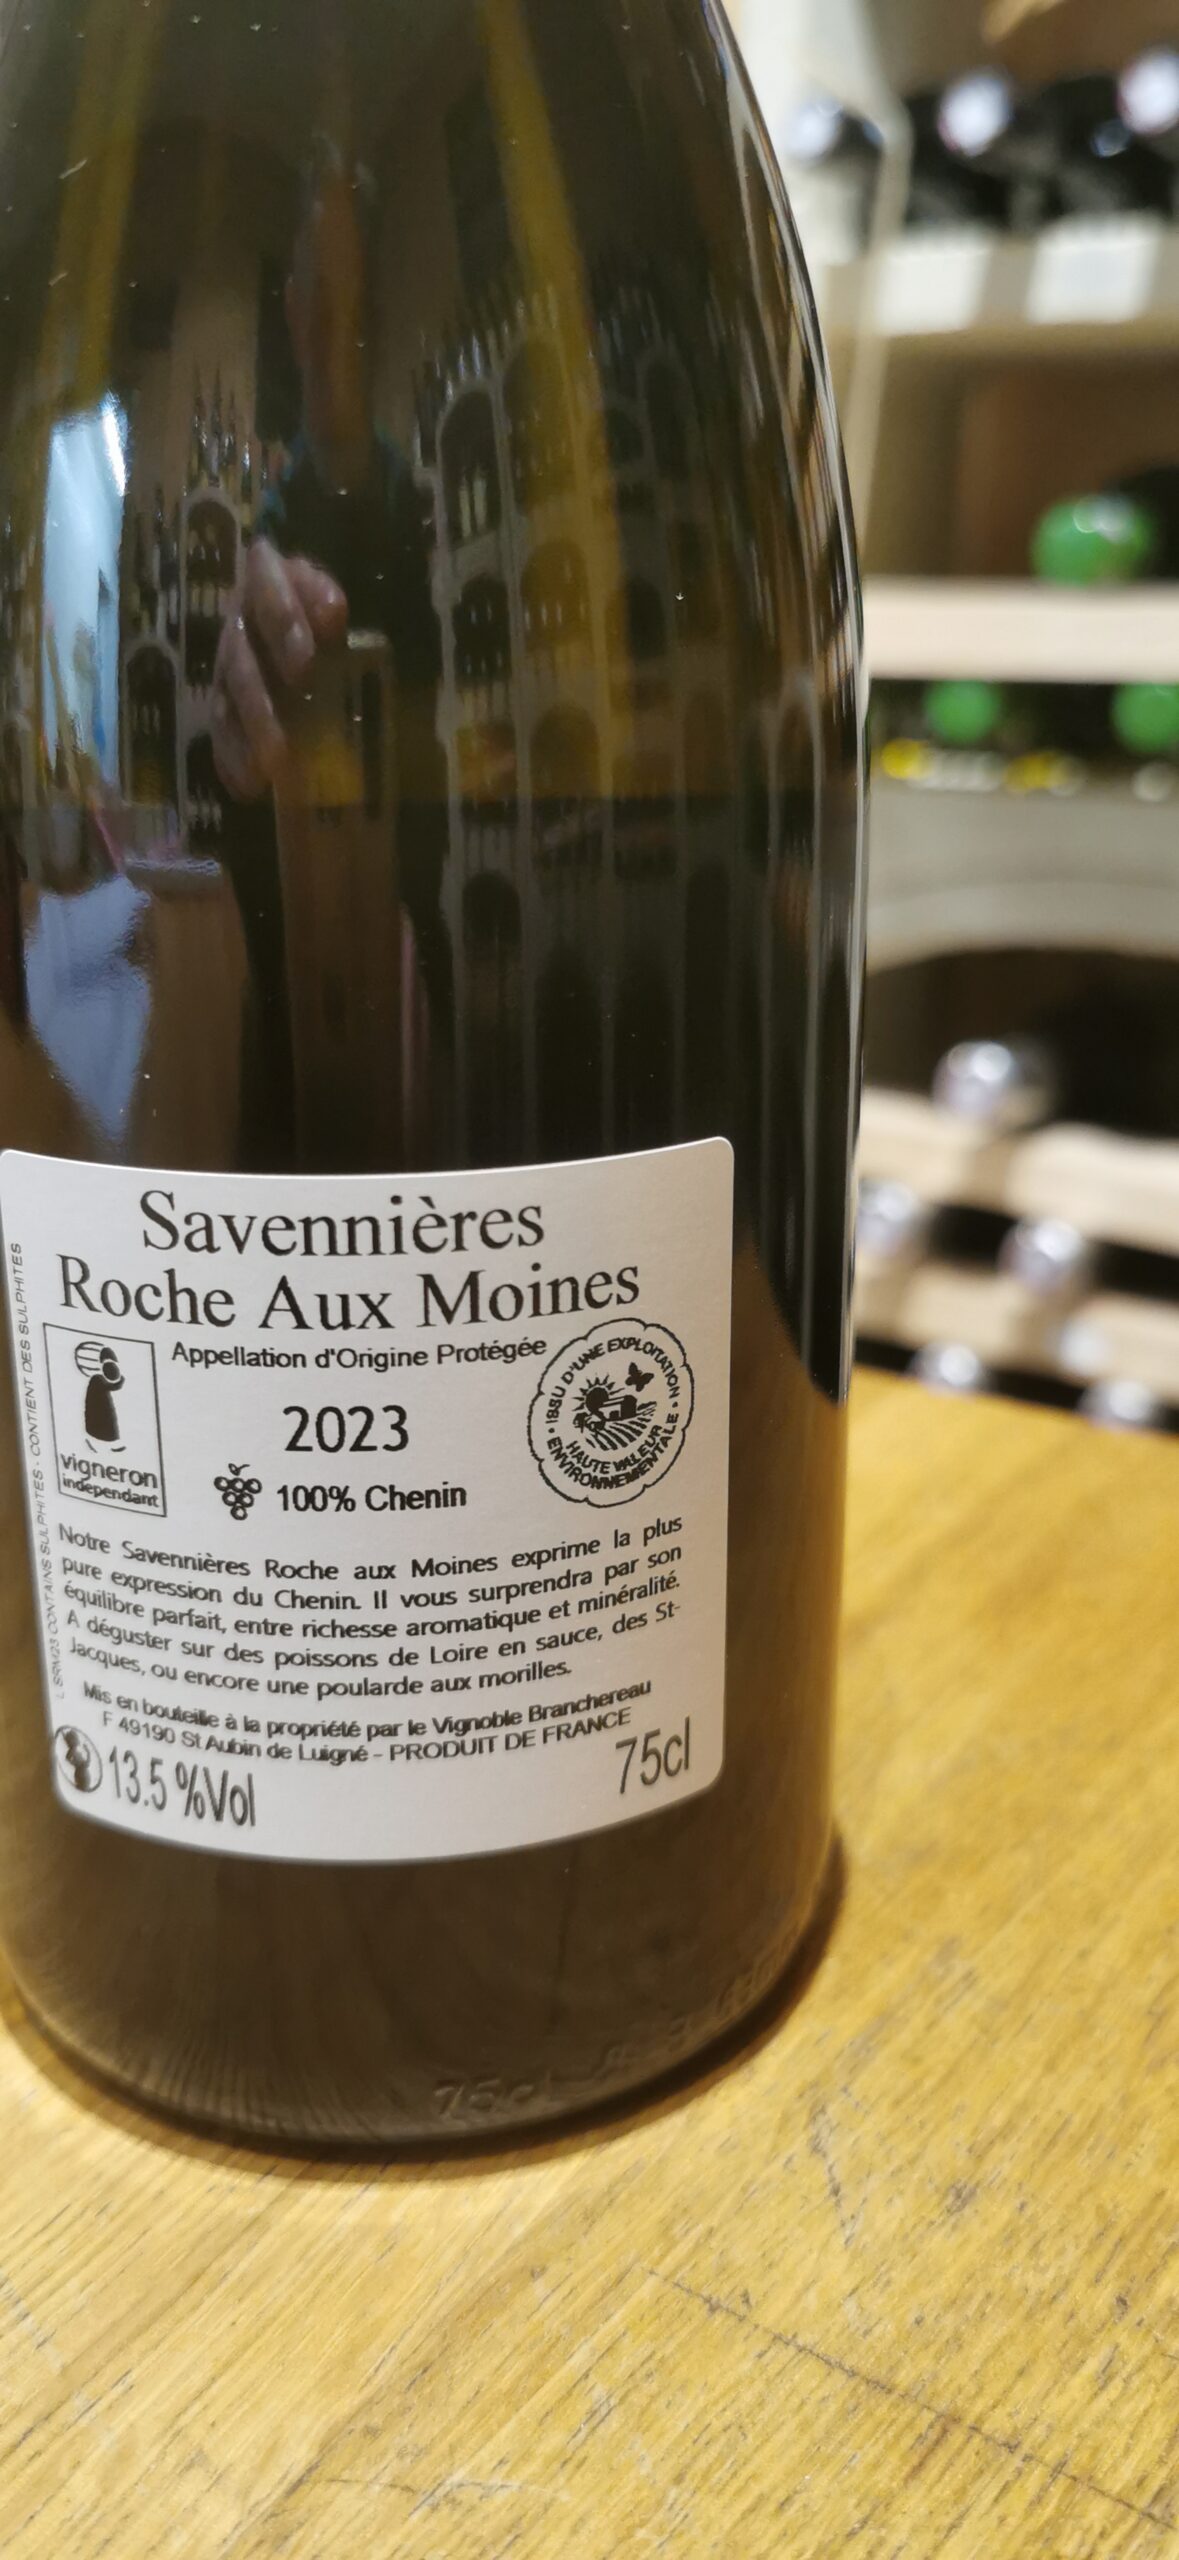 Savennières
Roche Aux Moines
Appellation d'Origine Protégée
2023
100% Chenin
vigneron
independant
ISSU D'UNE EXPLOITATION
HAUTE VALEUR
ENVIRONNEMENTALE
Notre Savennières Roche aux Moines exprime la plus
pure expression du Chenin. Il vous surprendra par son
équilibre parfait, entre richesse aromatique et minéralité.
A déguster sur des poissons de Loire en sauce, des St-
Jacques, ou encore une poularde aux morilles.
Mis en bouteille à la propriété par le Vignoble Branchereau
F 49190 St Aubin de Luigné - PRODUIT DE FRANCE
13.5 %Vol
75cl
L SRM23 CONTAINS SULPHITES - CONTIENT DES SULPHITES
75cl